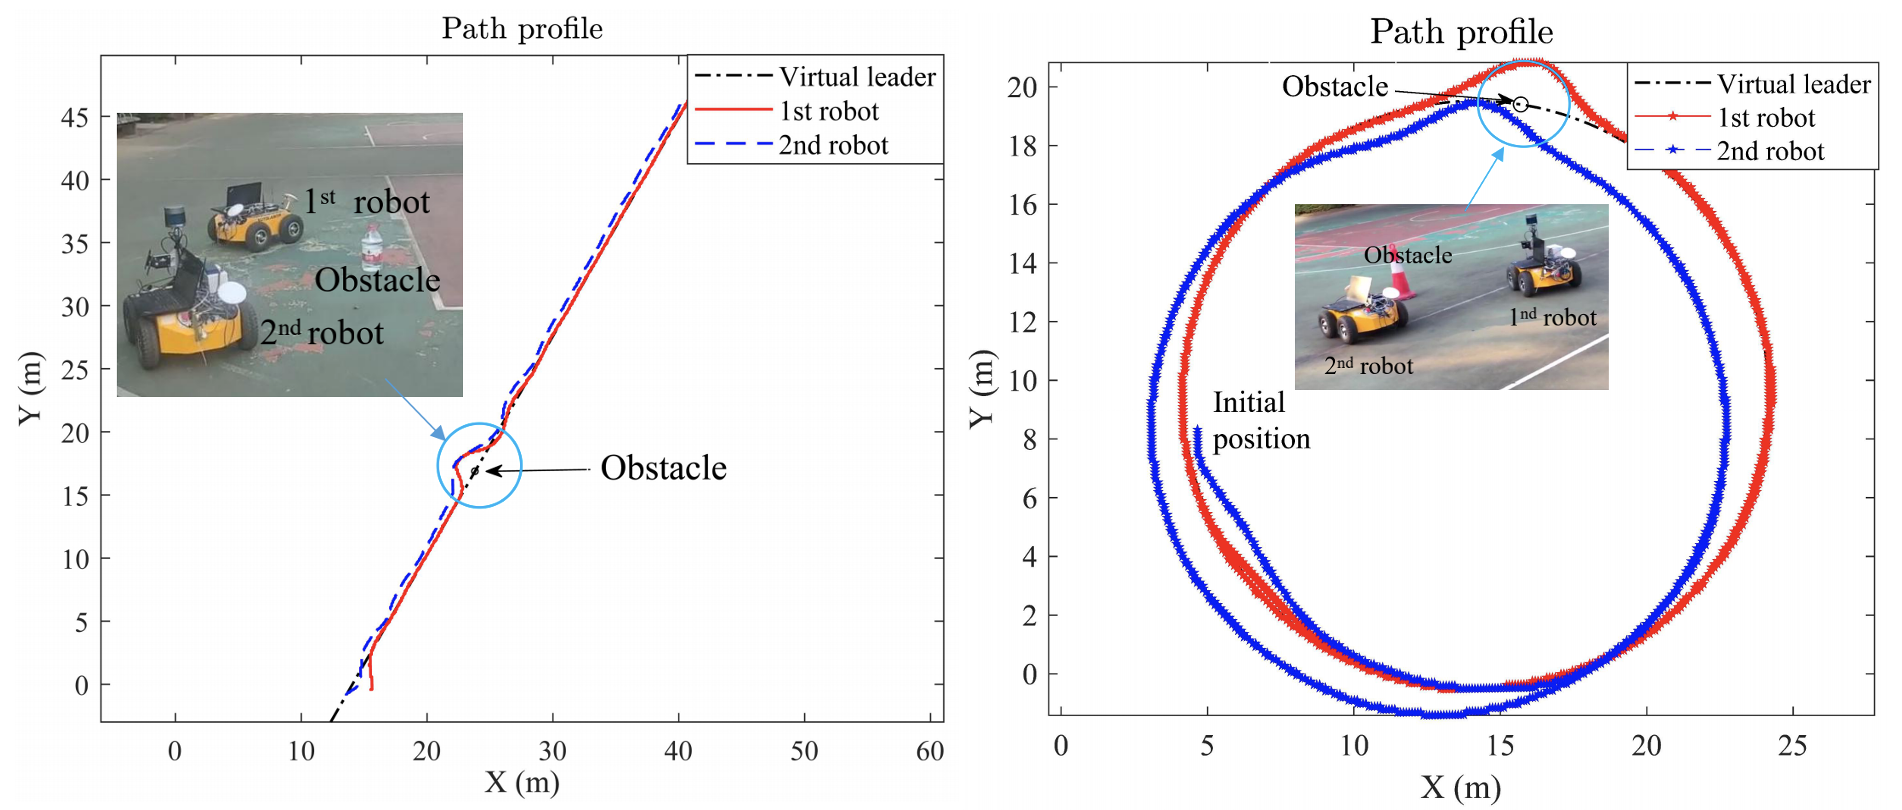 Path profile
Virtual leader
1st robot
2nd robot
1st robot
Obstacle
2nd robot
Obstacle
45
40
35
30
25
20
15
10
5
0
Y (m)
0 10 20 30 40 50 60
X (m)
Path profile
Obstacle
Virtual leader
1st robot
2nd robot
Obstacle
1nd robot
2nd robot
Initial
position
20
18
16
14
12
10
8
6
4
2
0
Y (m)
0 5 10 15 20 25
X (m)